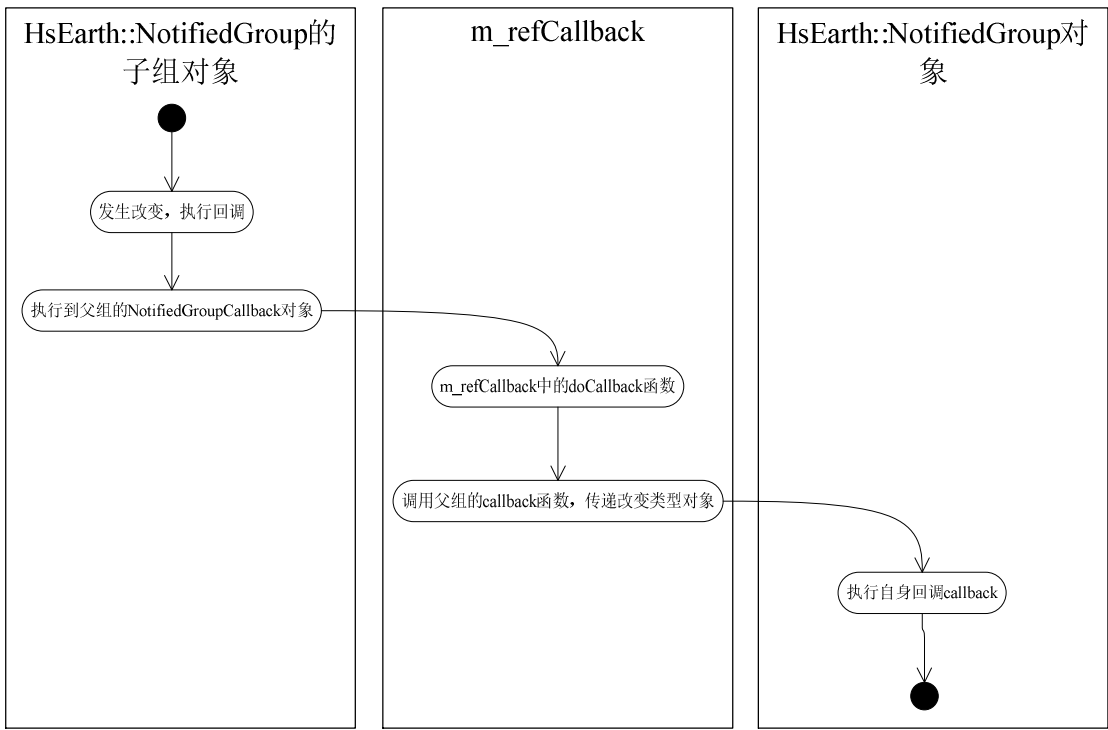 HsEarth::NotifiedGroup的
子组对象
m_refCallback
HsEarth::NotifiedGroup对
象
发生改变，执行回调
执行到父组的NotifiedGroupCallback对象
m_refCallback中的doCallback函数
调用父组的callback函数，传递改变类型对象
执行自身回调callback